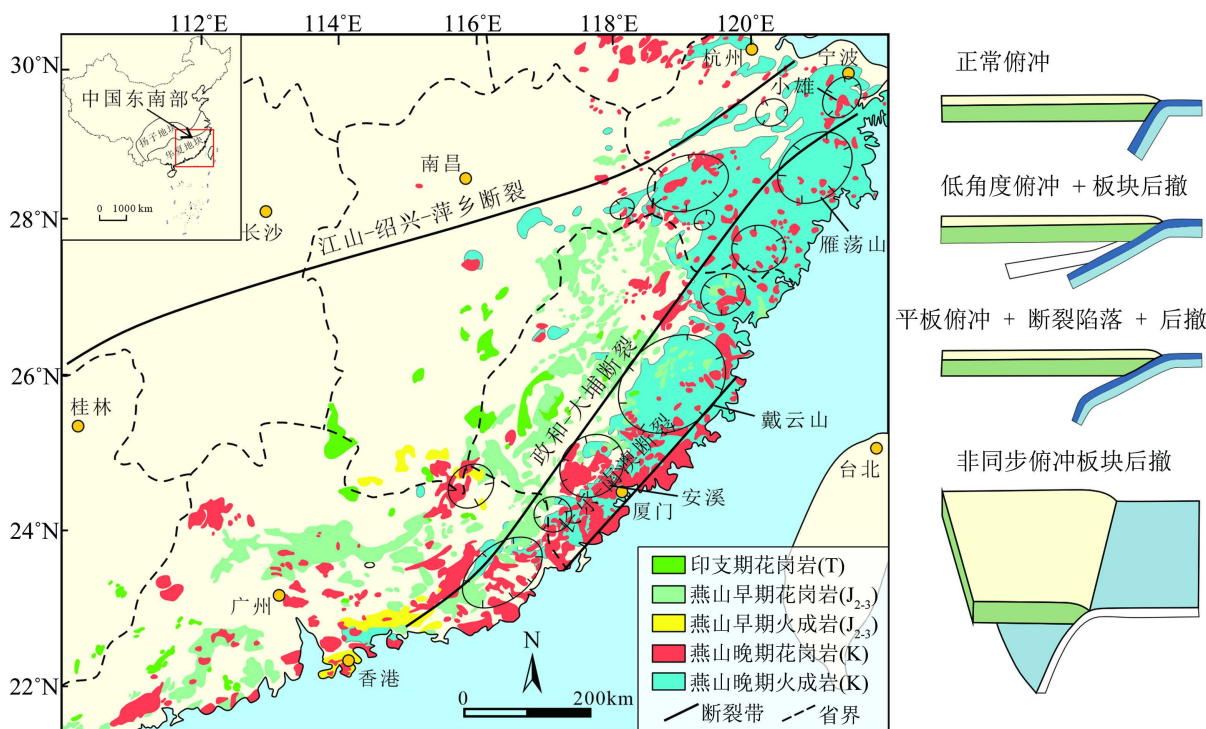 112°E
114°E
116°E
118°E
120°E
30°N
28°N
26°N
24°N
22°N
中国东南部
扬子地块
华夏地块
0 1000km
杭州
宁波
小雄
南昌
长沙
江山-绍兴-萍乡断裂
雁荡山
桂林
政和-大埔断裂
戴云山
长乐-南澳断裂
安溪
厦门
台北
广州
香港
N
0 200km
印支期花岗岩(T)
燕山早期花岗岩(J₂₋₃)
燕山早期火成岩(J₂₋₃)
燕山晚期花岗岩(K)
燕山晚期火成岩(K)
断裂带 省界
正常俯冲
低角度俯冲 + 板块后撤
平板俯冲 + 断裂陷落 + 后撤
非同步俯冲板块后撤